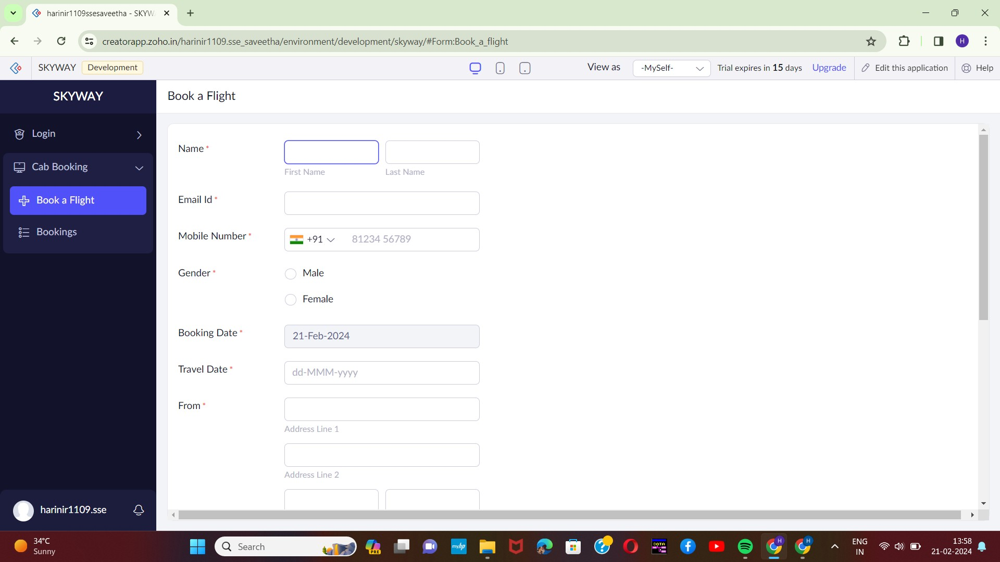 harinir1109ssesaveetha - SKYW
creatorapp.zoho.in/harinir1109.sse_saveetha/environment/development/skyway/#Form:Book_a_flight
H
SKYWAY Development View as -MySelf- Trial expires in 15 days Upgrade Edit this application Help
SKYWAY
Book a Flight
Login
Cab Booking
Book a Flight
Bookings
Name *
First Name Last Name
Email Id *
Mobile Number * +91 81234 56789
Gender * Male
Female
Booking Date * 21-Feb-2024
Travel Date * dd-MMM-yyyy
From *
Address Line 1
Address Line 2
harinir1109.sse
34°C
Sunny
Search
PRE
myhp
DATA
H
H
ENG
IN
13:58
21-02-2024